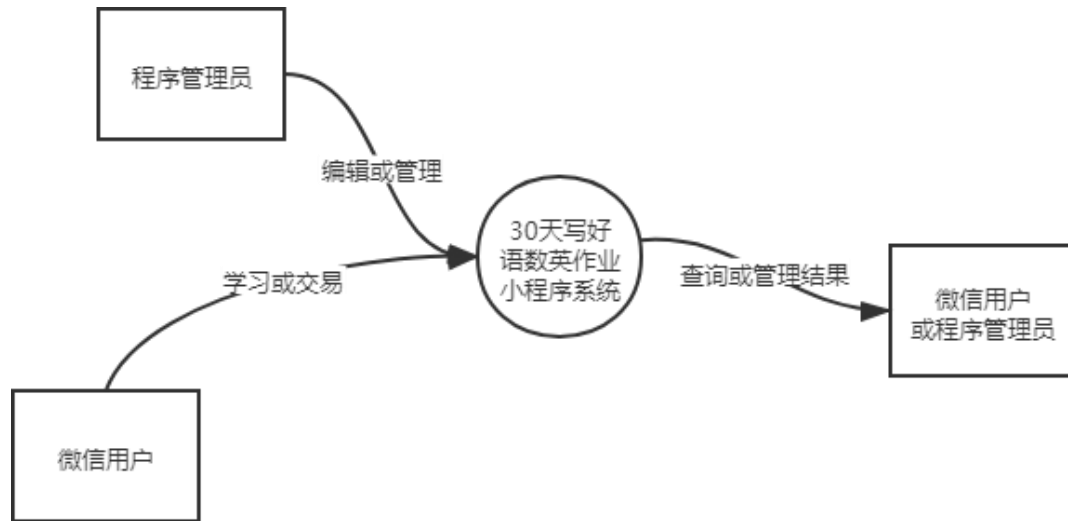 程序管理员
编辑或管理
30天写好
语数英作业
小程序系统
学习或交易
查询或管理结果
微信用户
或程序管理员
微信用户